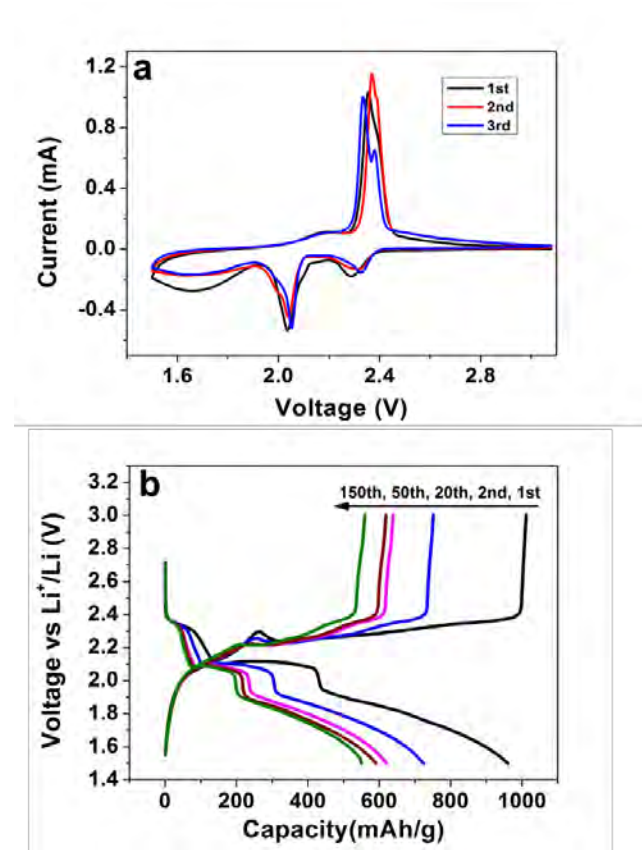 a
1.2
0.8
0.4
0.0
-0.4
Current (mA)
1st
2nd
3rd
1.6 2.0 2.4 2.8
Voltage (V)
b
150th, 50th, 20th, 2nd, 1st
3.2
3.0
2.8
2.6
2.4
2.2
2.0
1.8
1.6
1.4
Voltage vs Li⁺/Li (V)
0 200 400 600 800 1000
Capacity(mAh/g)